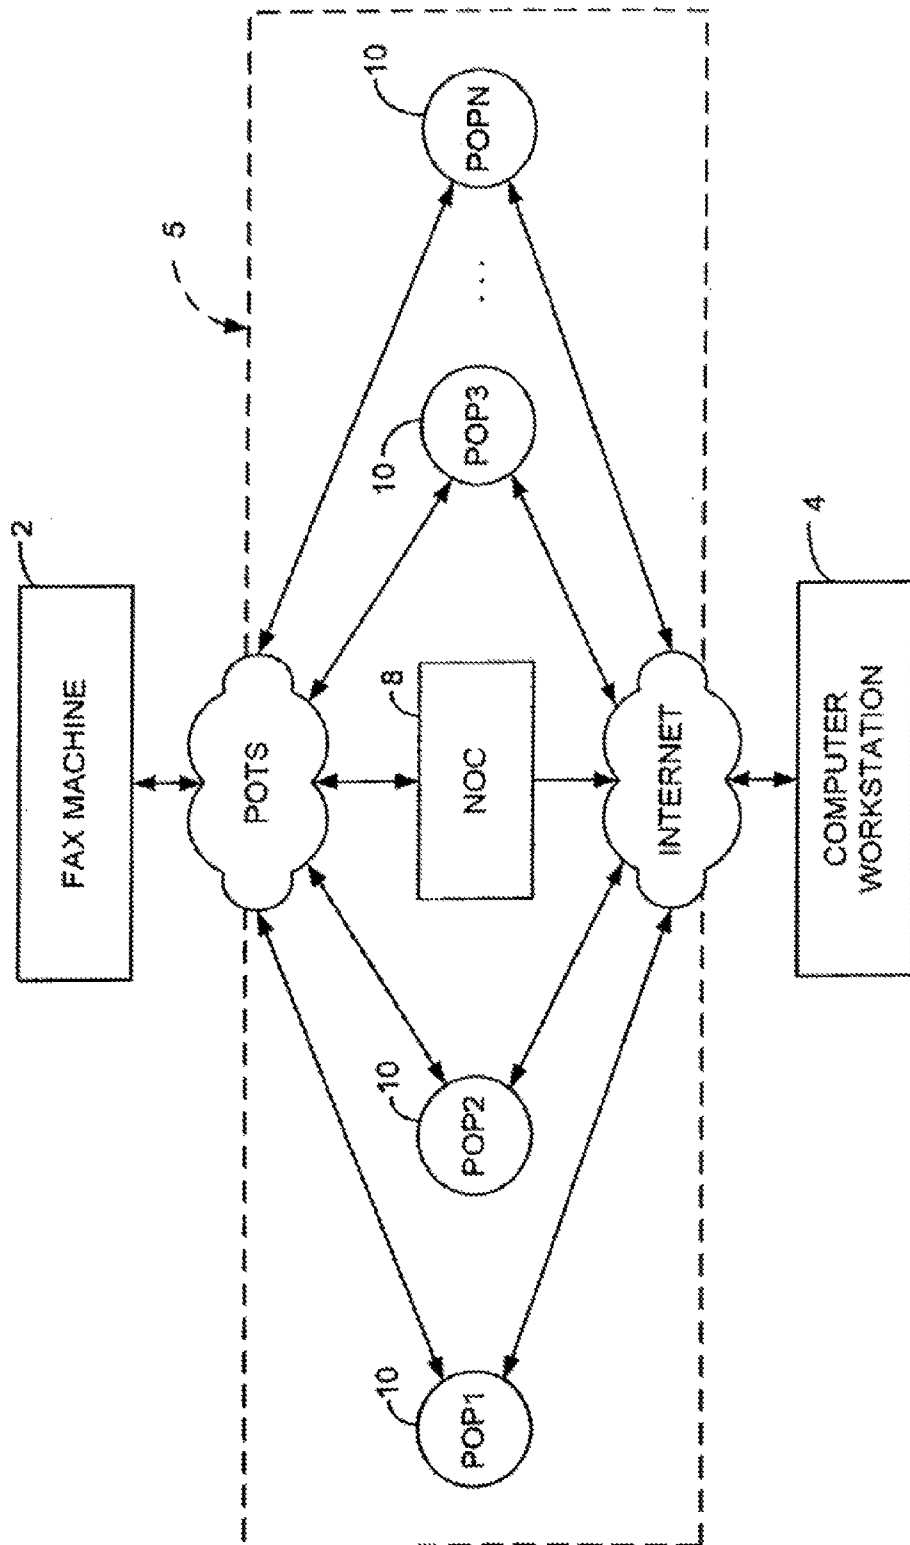 2
FAX MACHINE
5
POTS
10
POP1
10
POP2
8
NOC
10
POP3
. . .
10
POPN
INTERNET
4
COMPUTER
WORKSTATION